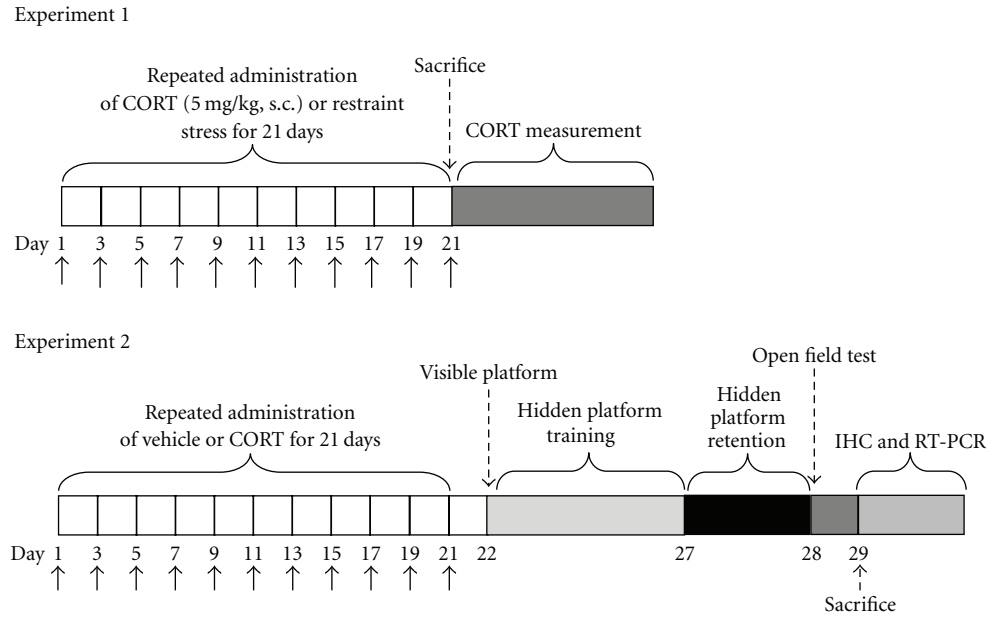 Experiment 1
Repeated administration
of CORT (5 mg/kg, s.c.) or restraint
stress for 21 days
Sacrifice
CORT measurement
Day 1 3 5 7 9 11 13 15 17 19 21
Experiment 2
Repeated administration
of vehicle or CORT for 21 days
Visible platform
Hidden platform
training
Hidden
platform
retention
Open field test
IHC and RT-PCR
Day 1 3 5 7 9 11 13 15 17 19 21 22 27 28 29
Sacrifice